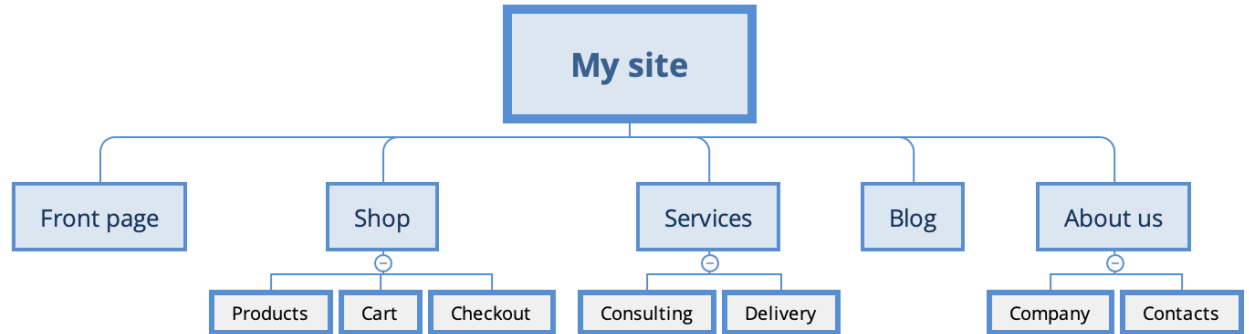 My site
Front page
Shop
Services
Blog
About us
Products
Cart
Checkout
Consulting
Delivery
Company
Contacts